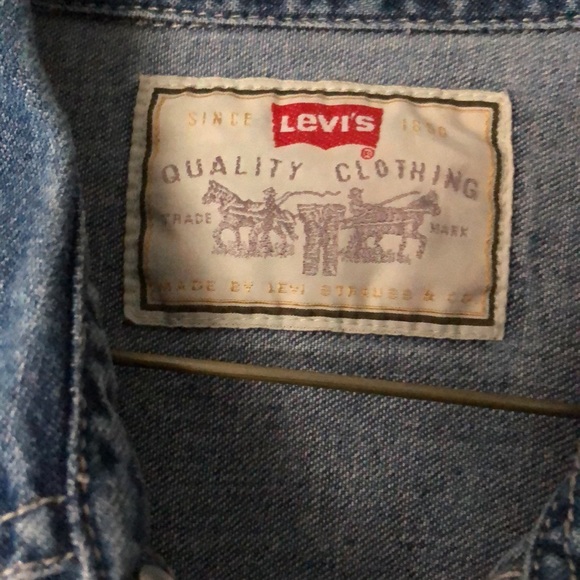 SINCE LEVI'S ® 1850
QUALITY CLOTHING
TRADE MARK
MADE BY LEVI STRAUSS & CO